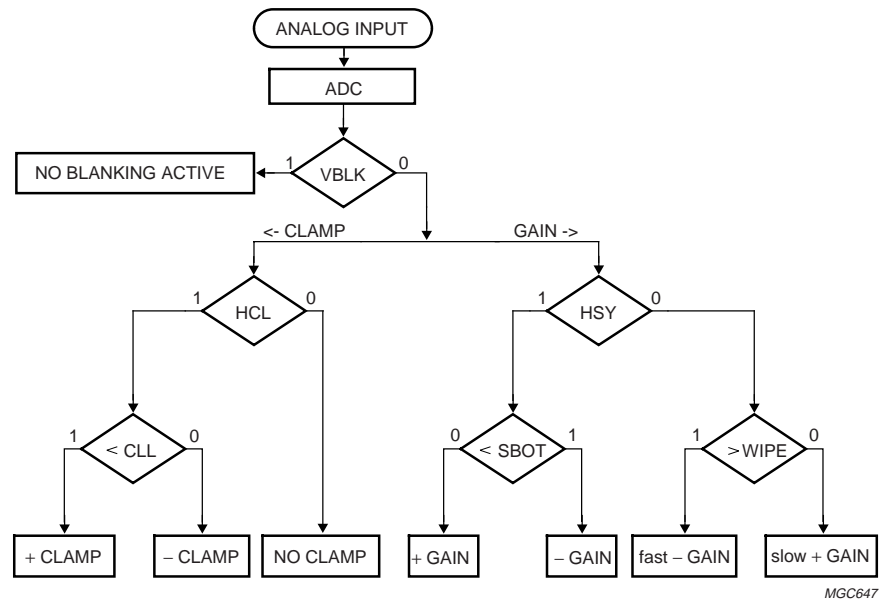 ANALOG INPUT
ADC
NO BLANKING ACTIVE
1
VBLK
0
<- CLAMP
GAIN ->
1
HCL
0
1
HSY
0
1
< CLL
0
0
< SBOT
1
1
> WIPE
0
+ CLAMP
− CLAMP
NO CLAMP
+ GAIN
− GAIN
fast − GAIN
slow + GAIN
MGC647